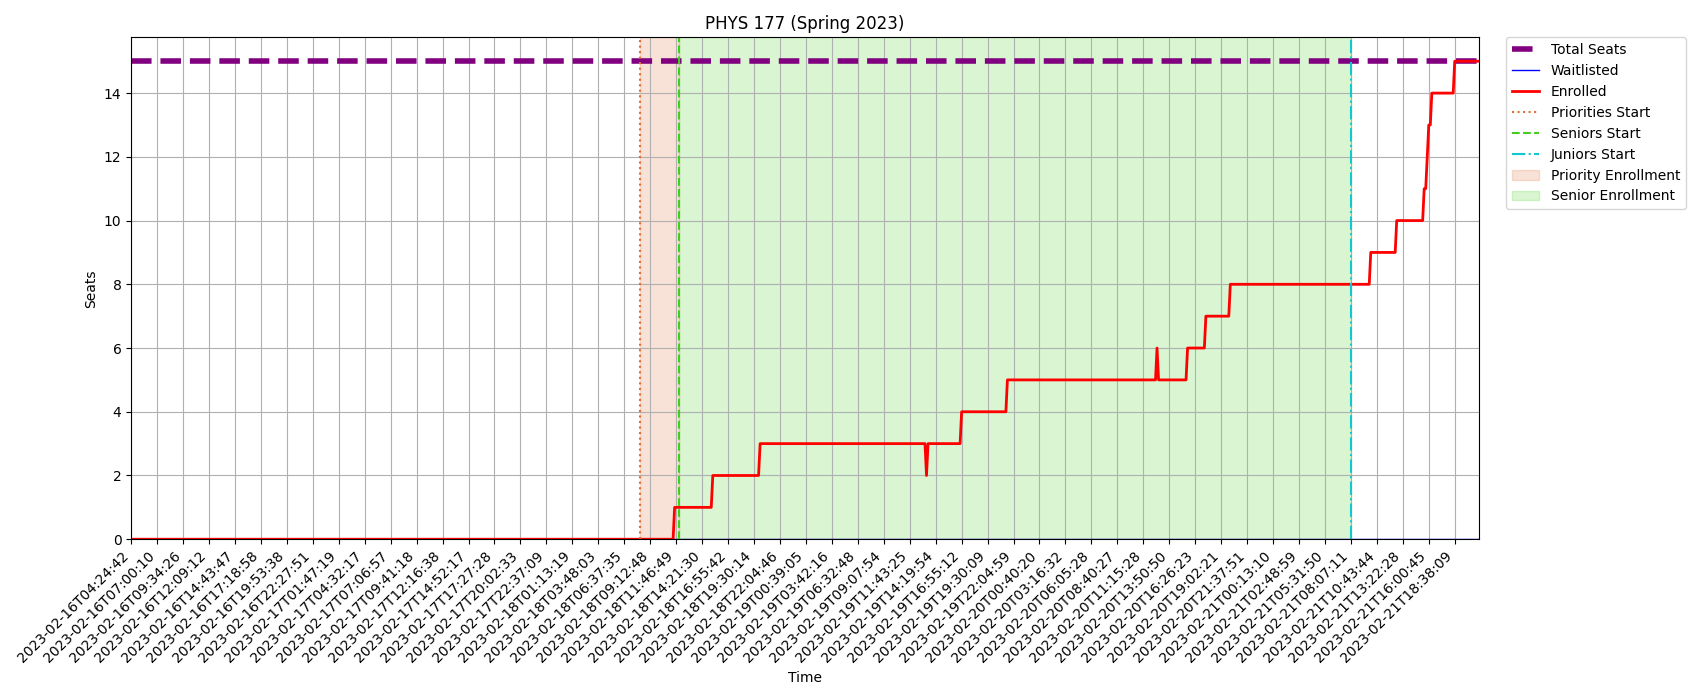 PHYS 177 (Spring 2023)
Total Seats
Waitlisted
Enrolled
Priorities Start
Seniors Start
Juniors Start
Priority Enrollment
Senior Enrollment
Seats
14
12
10
8
6
4
2
0
2023-02-16T04:24:42
2023-02-16T07:00:10
2023-02-16T09:34:26
2023-02-16T12:09:12
2023-02-16T14:43:47
2023-02-16T17:18:58
2023-02-16T19:53:38
2023-02-16T22:27:51
2023-02-17T01:47:19
2023-02-17T04:32:17
2023-02-17T07:06:57
2023-02-17T09:41:18
2023-02-17T12:16:38
2023-02-17T14:52:17
2023-02-17T17:27:28
2023-02-17T20:02:33
2023-02-17T22:37:09
2023-02-18T01:13:19
2023-02-18T03:48:03
2023-02-18T06:37:35
2023-02-18T09:12:48
2023-02-18T11:46:49
2023-02-18T14:21:30
2023-02-18T16:55:42
2023-02-18T19:30:14
2023-02-18T22:04:46
2023-02-19T00:39:05
2023-02-19T03:42:16
2023-02-19T06:32:48
2023-02-19T09:07:54
2023-02-19T11:43:25
2023-02-19T14:19:54
2023-02-19T16:55:12
2023-02-19T19:30:09
2023-02-19T22:04:59
2023-02-20T00:40:20
2023-02-20T03:16:32
2023-02-20T06:05:28
2023-02-20T08:40:27
2023-02-20T11:15:28
2023-02-20T13:50:50
2023-02-20T16:26:23
2023-02-20T19:02:21
2023-02-20T21:37:51
2023-02-21T00:13:10
2023-02-21T02:48:59
2023-02-21T05:31:50
2023-02-21T08:07:11
2023-02-21T10:43:44
2023-02-21T13:22:28
2023-02-21T16:00:45
2023-02-21T18:38:09
Time